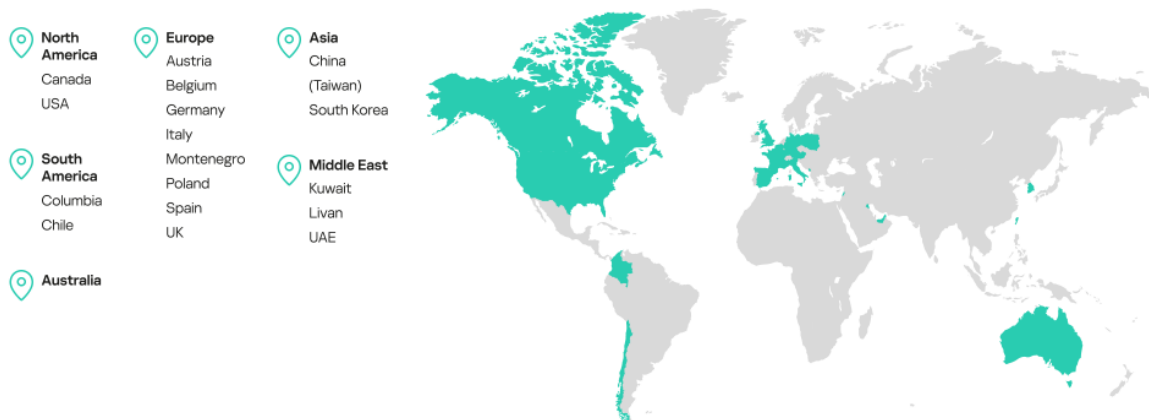 North
America
Canada
USA
South
America
Columbia
Chile
Australia
Europe
Austria
Belgium
Germany
Italy
Montenegro
Poland
Spain
UK
Asia
China
(Taiwan)
South Korea
Middle East
Kuwait
Livan
UAE